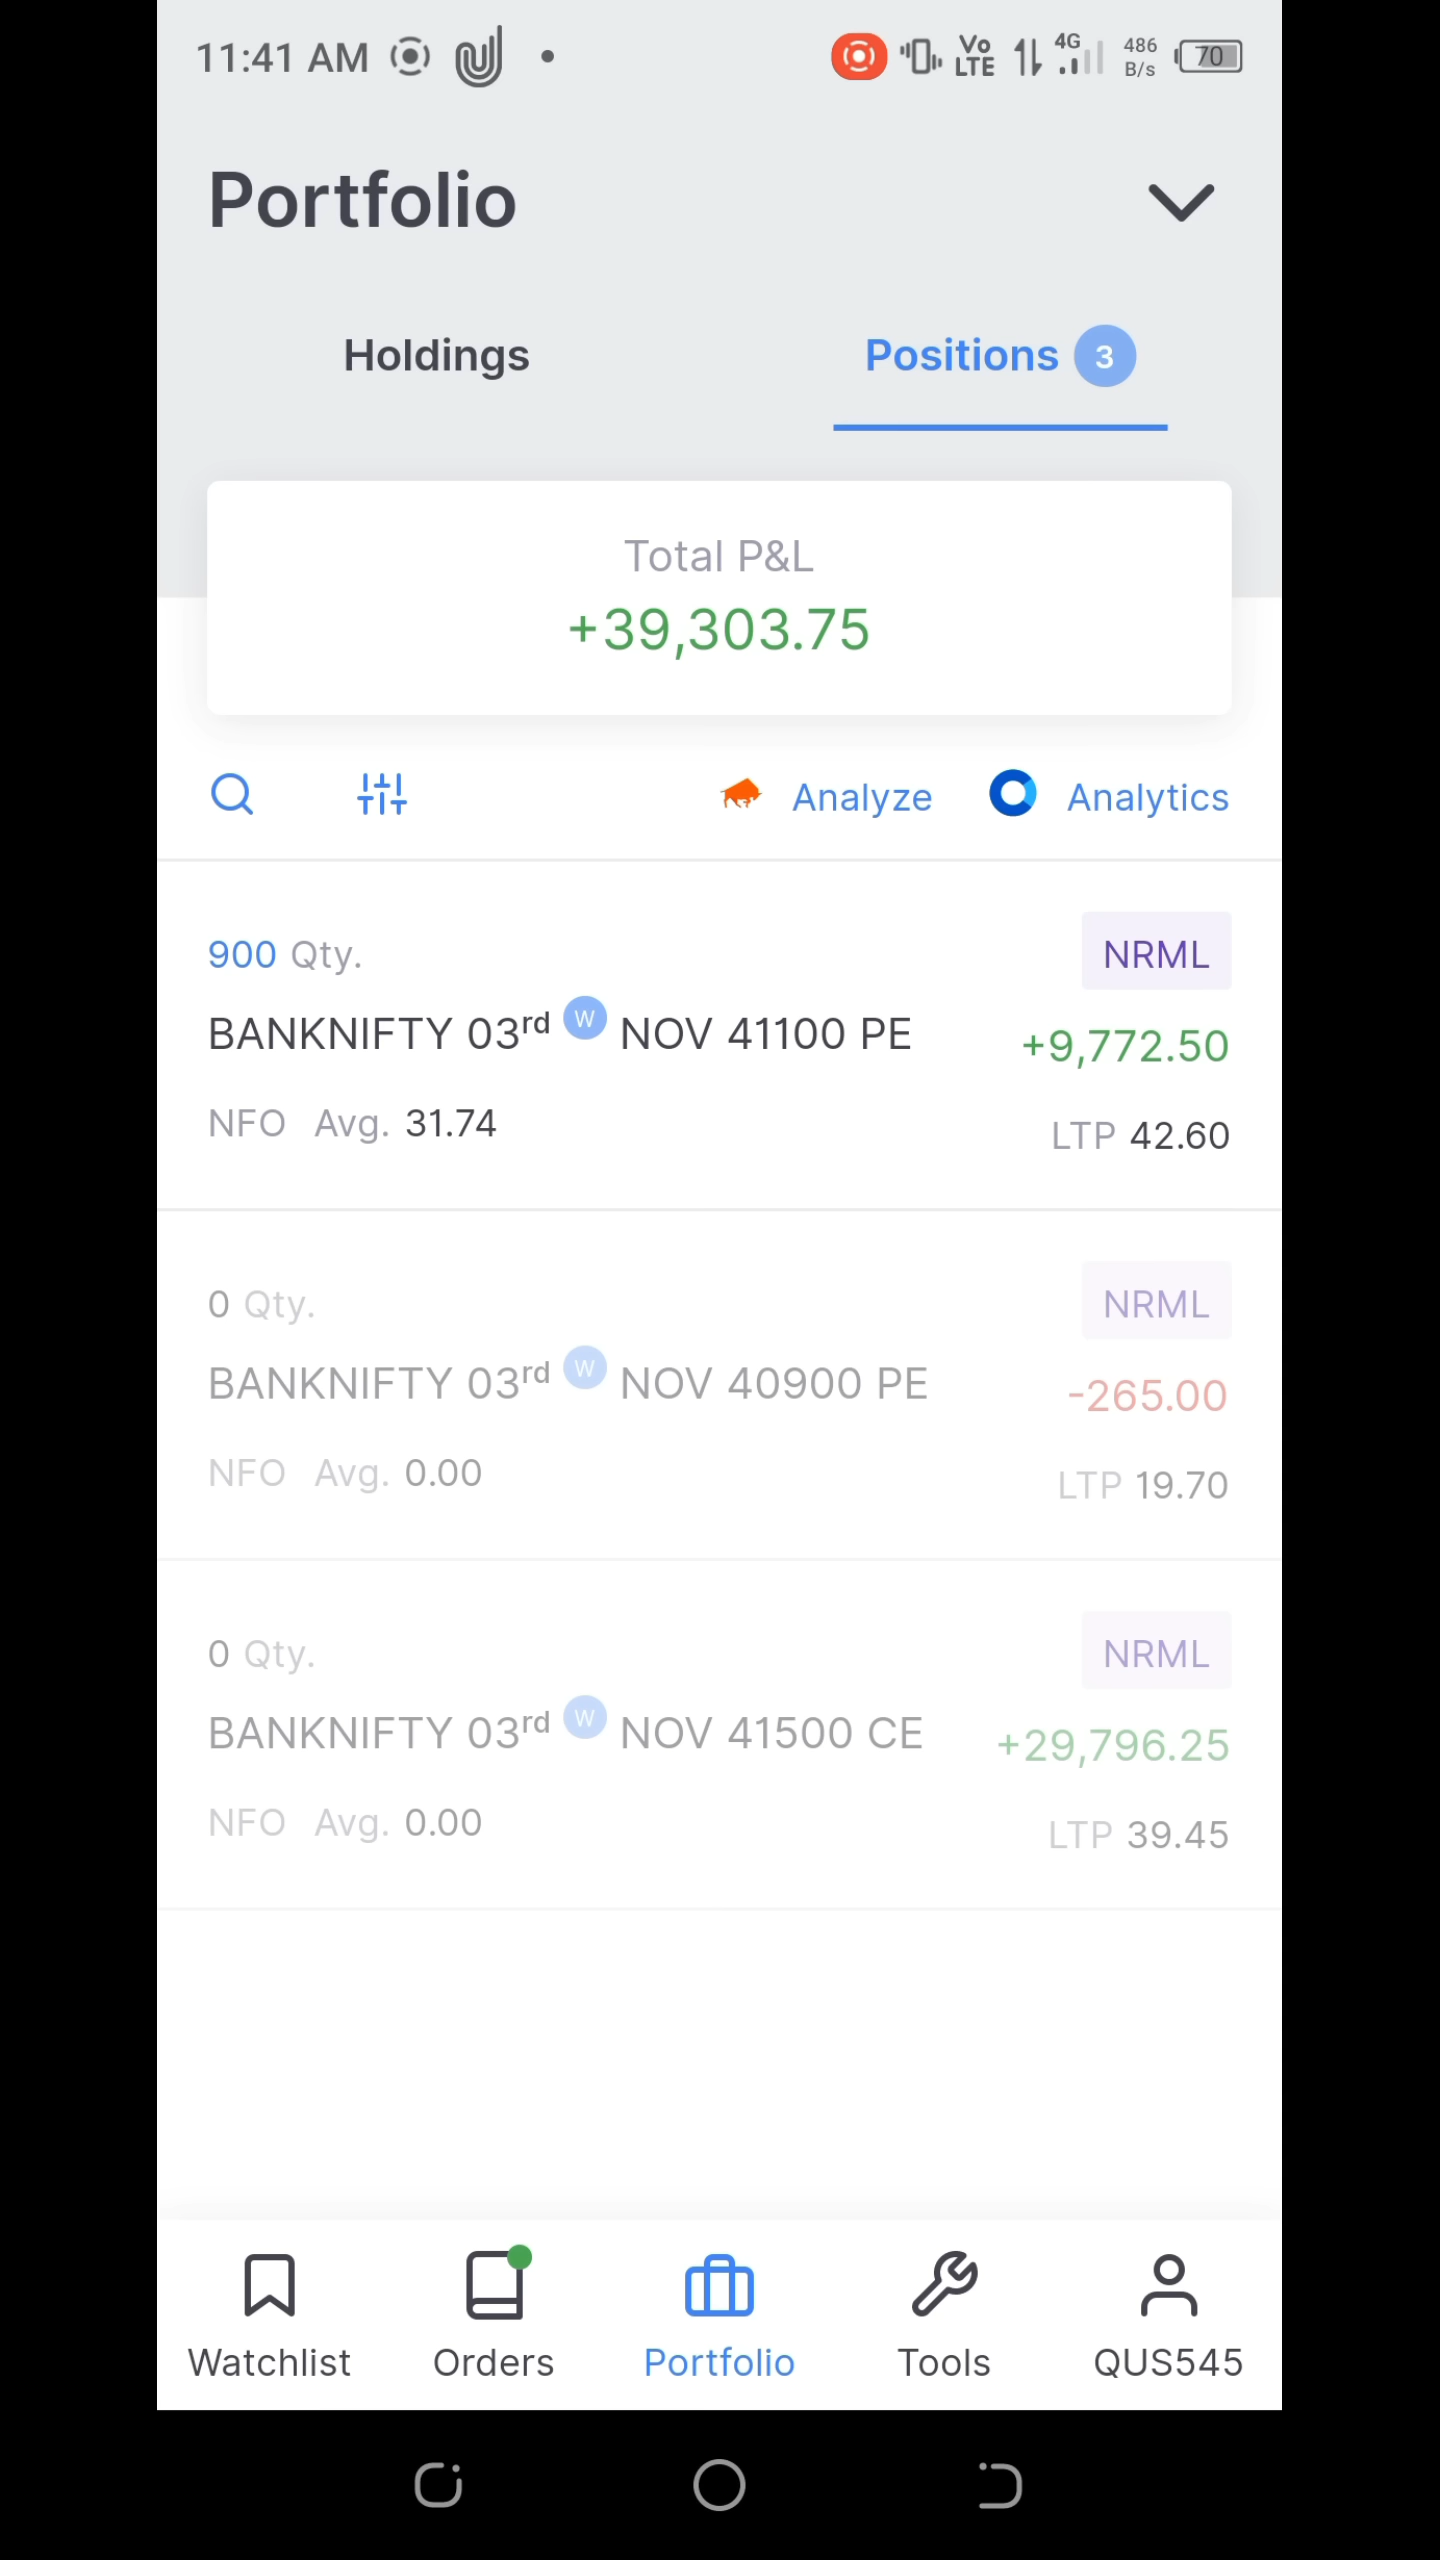 11:41 AM
Vo LTE 4G 486 B/s 70
Portfolio
Holdings
Positions 3
Total P&L
+39,303.75
Analyze
Analytics
900 Qty.
NRML
BANKNIFTY 03rd W NOV 41100 PE
+9,772.50
NFO Avg. 31.74
LTP 42.60
0 Qty.
NRML
BANKNIFTY 03rd W NOV 40900 PE
-265.00
NFO Avg. 0.00
LTP 19.70
0 Qty.
NRML
BANKNIFTY 03rd W NOV 41500 CE
+29,796.25
NFO Avg. 0.00
LTP 39.45
Watchlist
Orders
Portfolio
Tools
QUS545